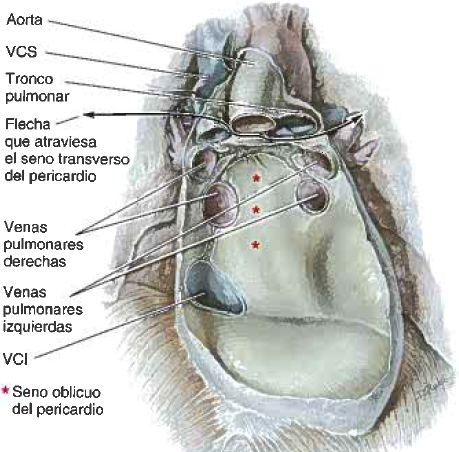 Aorta
VCS
Tronco
pulmonar
Flecha
que atraviesa
el seno transverso
del pericardio
Venas
pulmonares
derechas
Venas
pulmonares
izquierdas
VCI
* Seno oblicuo
del pericardio